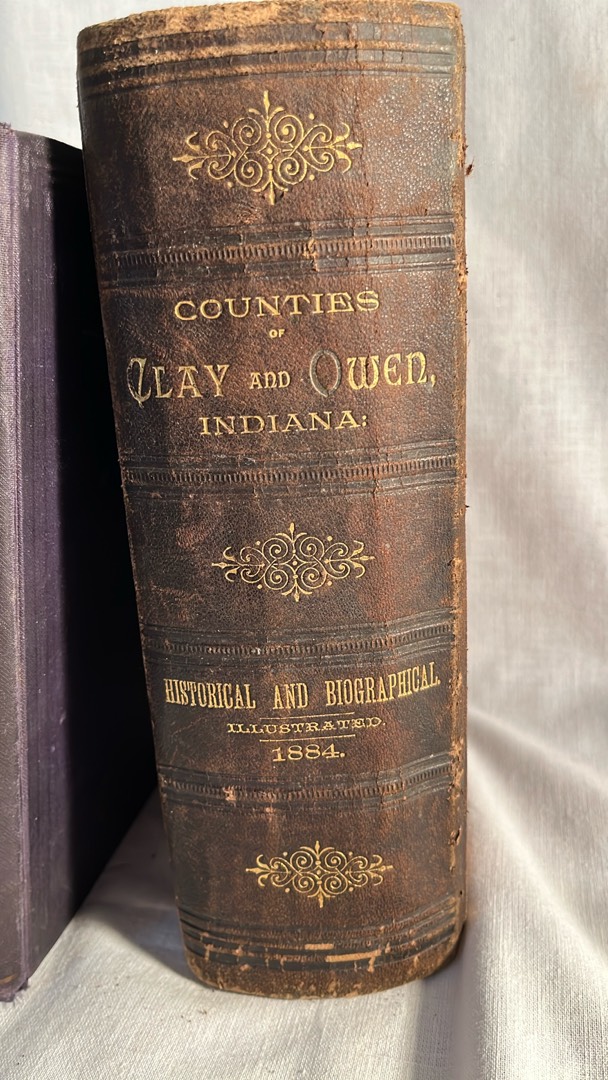 COUNTIES
OF
CLAY AND OWEN,
INDIANA:
HISTORICAL AND BIOGRAPHICAL.
ILLUSTRATED.
1884.